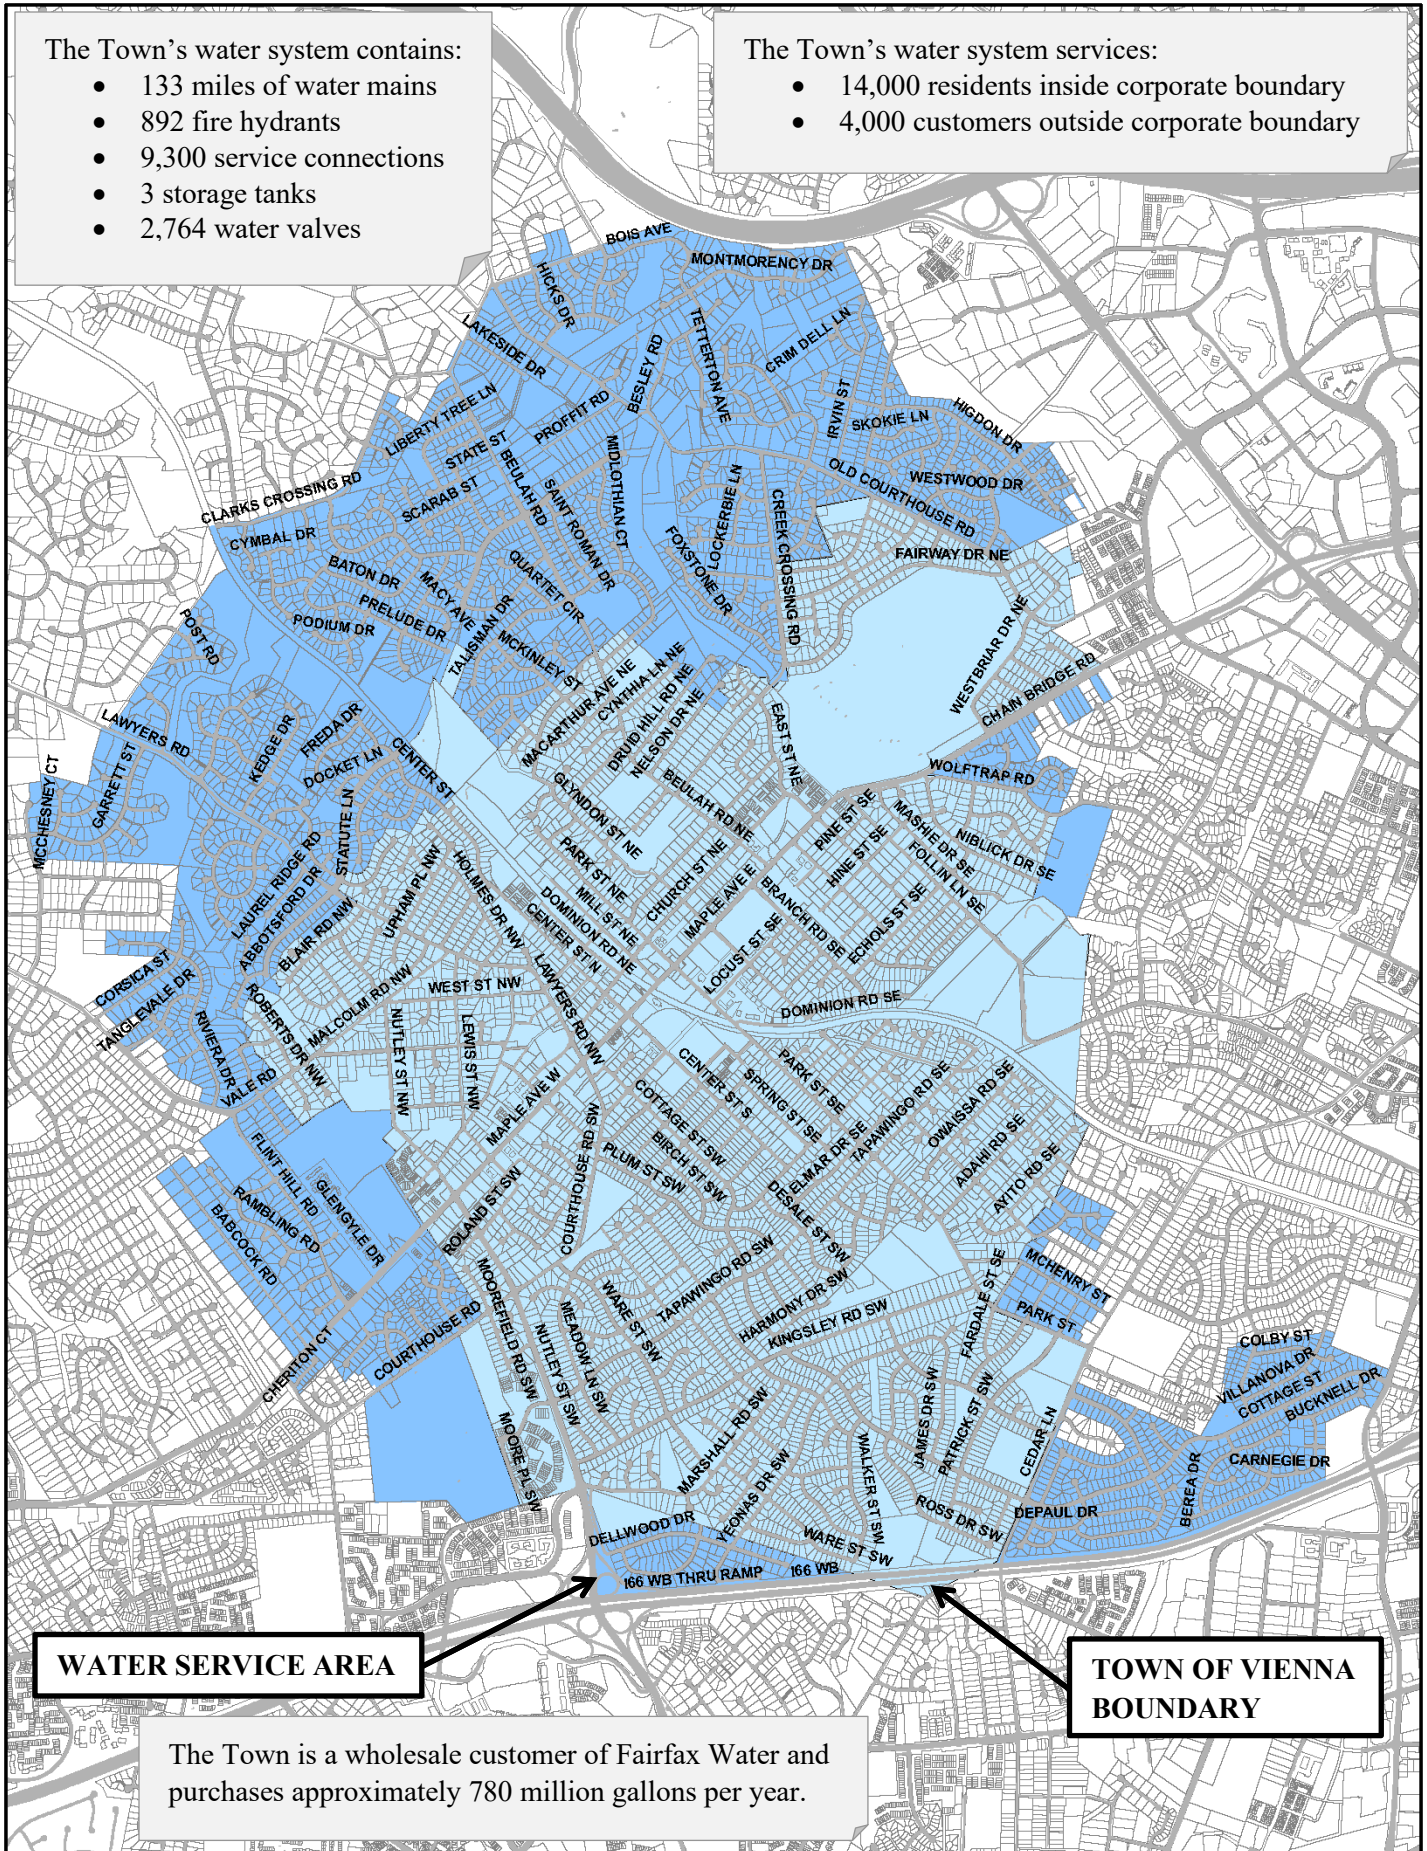 The Town's water system contains:
• 133 miles of water mains
• 892 fire hydrants
• 9,300 service connections
• 3 storage tanks
• 2,764 water valves
The Town's water system services:
• 14,000 residents inside corporate boundary
• 4,000 customers outside corporate boundary
BOIS AVE
MONTMORENCY DR
HICKS DR
LAKESIDE DR
TETTERTON AVE
CRIM DELL LN
BESLEY RD
LIBERTY TREE LN
PROFFIT RD
IRVIN ST
SKOKIE LN
HIGDON DR
STATE ST
BEULAH RD
MIDLOTHIAN CT
OLD COURTHOUSE RD
WESTWOOD DR
CLARKS CROSSING RD
SCARAB ST
SAINT ROMAN DR
LOCKERBIE LN
CREEK CROSSING RD
CYMBAL DR
FOXSTONE DR
FAIRWAY DR NE
BATON DR
MACY AVE
QUARTET CIR
PRELUDE DR
PODIUM DR
TALISMAN DR
MCKINLEY ST
POST RD
WESTBRIAR DR NE
MACARTHUR AVE NE
CYNTHIA LN NE
DRUID HILL RD NE
NELSON DR NE
EAST ST NE
CHAIN BRIDGE RD
LAWYERS RD
KEDGE DR
FREDA DR
DOCKET LN
CENTER ST
WOLFTRAP RD
MCCHESNEY CT
GARRETT ST
STATUTE LN
GLYNDON ST NE
BEULAH RD NE
PINE ST SE
MASHIE DR SE
NIBLICK DR SE
HINE ST SE
FOLLIN LN SE
LAUREL RIDGE RD
ABBOTSFORD DR
BLAIR RD NW
UPHAM PL NW
HOLMES DR NW
PARK ST NE
MILL ST NE
DOMINION RD NE
CENTER ST N
CHURCH ST NE
MAPLE AVE E
BRANCH RD SE
ECHOLS ST SE
LOCUST ST SE
CORSICA ST
TANGLEVALE DR
ROBERTS DR NW
MALCOLM RD NW
WEST ST NW
LAWYERS RD NW
DOMINION RD SE
RIVIERA DR
VALE RD
NUTLEY ST NW
LEWIS ST NW
MAPLE AVE W
COTTAGE ST SW
CENTER ST S
SPRING ST SE
PARK ST SE
TAPAWINGO RD SE
OWAISSA RD SE
ELMAR DR SE
ADAHI RD SE
AYITO RD SE
FLINT HILL RD
GLENGYLE DR
RAMBLING RD
BABCOCK RD
ROLAND ST SW
COURTHOUSE RD SW
PLUM ST SW
BIRCH ST SW
DESALE ST SW
MCHENRY ST
PARK ST
FARDALE ST SE
MOOREFIELD RD SW
TAPAWINGO RD SW
WARE ST SW
HARMONY DR SW
KINGSLEY RD SW
COURTHOUSE RD
CHERITON CT
NUTLEY ST SW
MEADOW LN SW
COLBY ST
VILLANOVA DR
COTTAGE ST
BUCKNELL DR
JAMES DR SW
PATRICK ST SW
CEDAR LN
MOORE PL SW
MARSHALL RD SW
YEONAS DR SW
WALKER ST SW
CARNEGIE DR
BEREA DR
DEPAUL DR
ROSS DR SW
DELLWOOD DR
WARE ST SW
I66 WB THRU RAMP
I66 WB
WATER SERVICE AREA
TOWN OF VIENNA
BOUNDARY
The Town is a wholesale customer of Fairfax Water and
purchases approximately 780 million gallons per year.